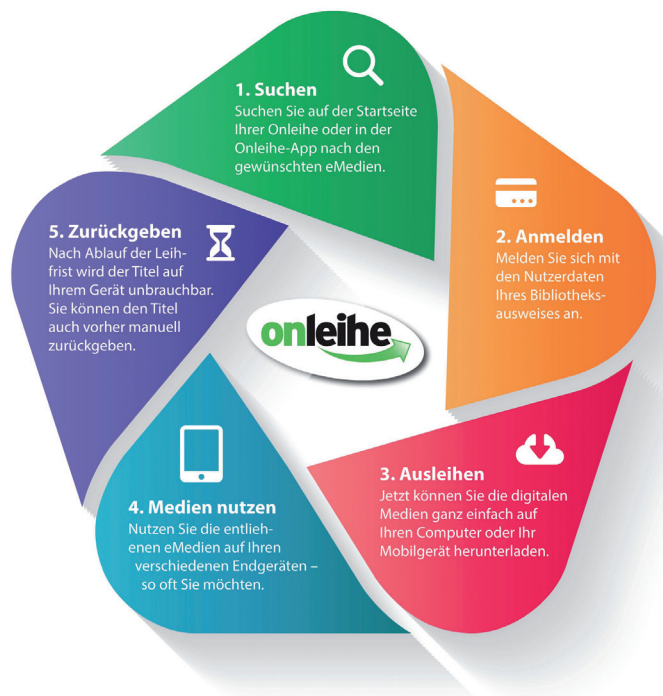 1. Suchen
Suchen Sie auf der Startseite
Ihrer Onleihe oder in der
Onleihe-App nach den
gewünschten eMedien.
2. Anmelden
Melden Sie sich mit
den Nutzerdaten
Ihres Bibliotheks-
ausweises an.
3. Ausleihen
Jetzt können Sie die digitalen
Medien ganz einfach auf
Ihren Computer oder Ihr
Mobilgerät herunterladen.
4. Medien nutzen
Nutzen Sie die entlieh-
enen eMedien auf Ihren
verschiedenen Endgeräten –
so oft Sie möchten.
5. Zurückgeben
Nach Ablauf der Leih-
frist wird der Titel auf
Ihrem Gerät unbrauchbar.
Sie können den Titel
auch vorher manuell
zurückgeben.
onleihe